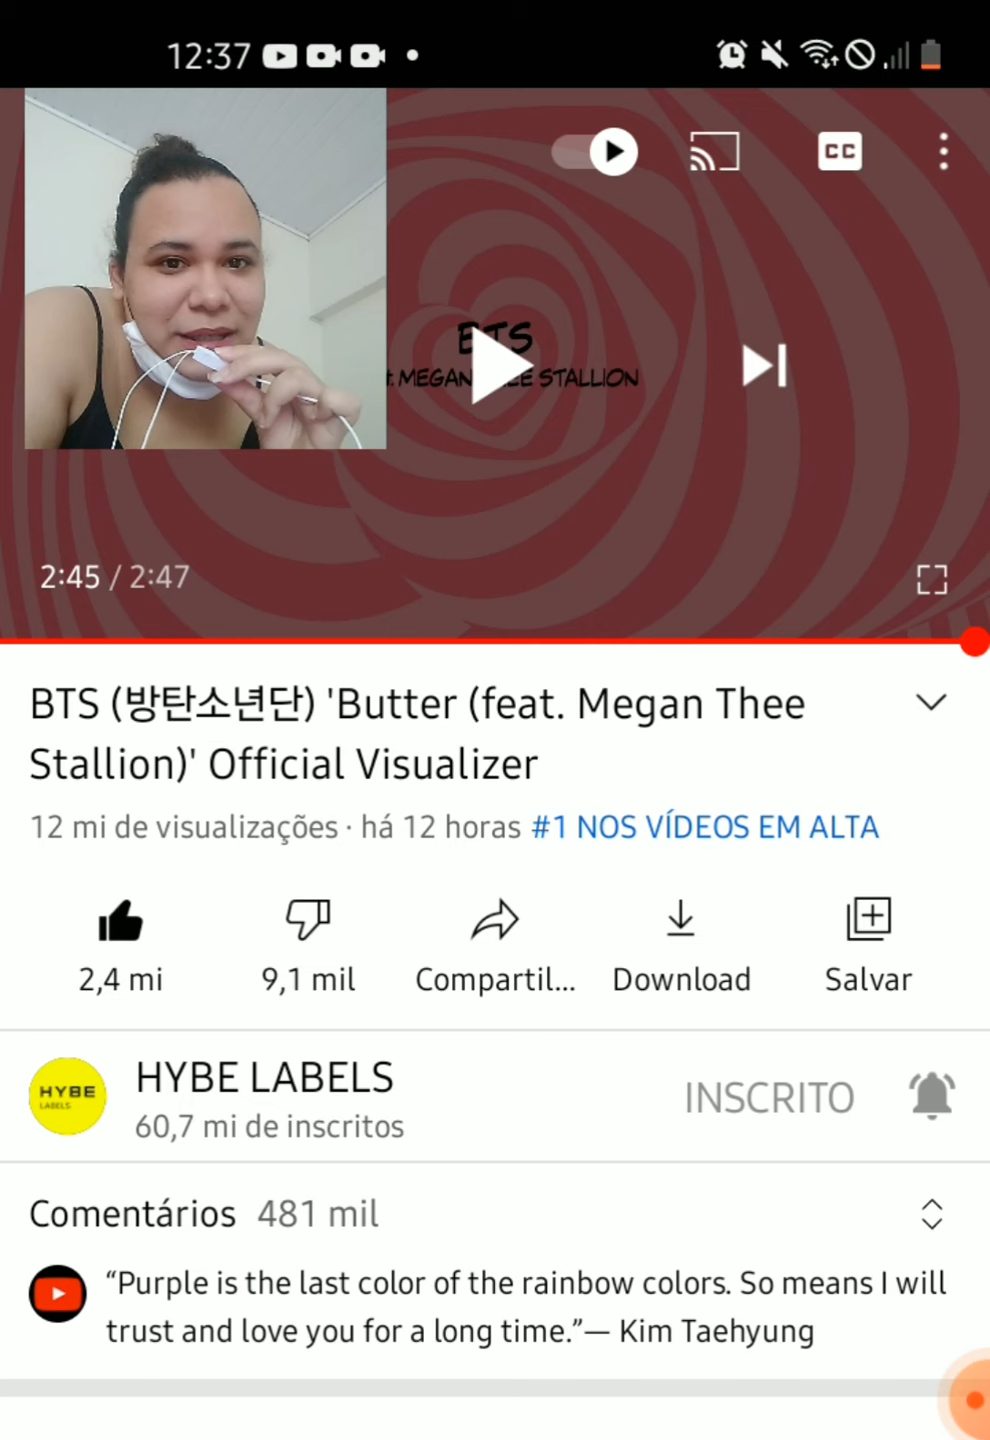 12:37
CC
BTS
MEGAN THEE STALLION
2:45 / 2:47
BTS (방탄소년단) 'Butter (feat. Megan Thee
Stallion)' Official Visualizer
12 mi de visualizações · há 12 horas #1 NOS VÍDEOS EM ALTA
2,4 mi
9,1 mil
Compartil...
Download
Salvar
HYBE
LABELS
HYBE LABELS
60,7 mi de inscritos
INSCRITO
Comentários 481 mil
“Purple is the last color of the rainbow colors. So means I will
trust and love you for a long time.”— Kim Taehyung